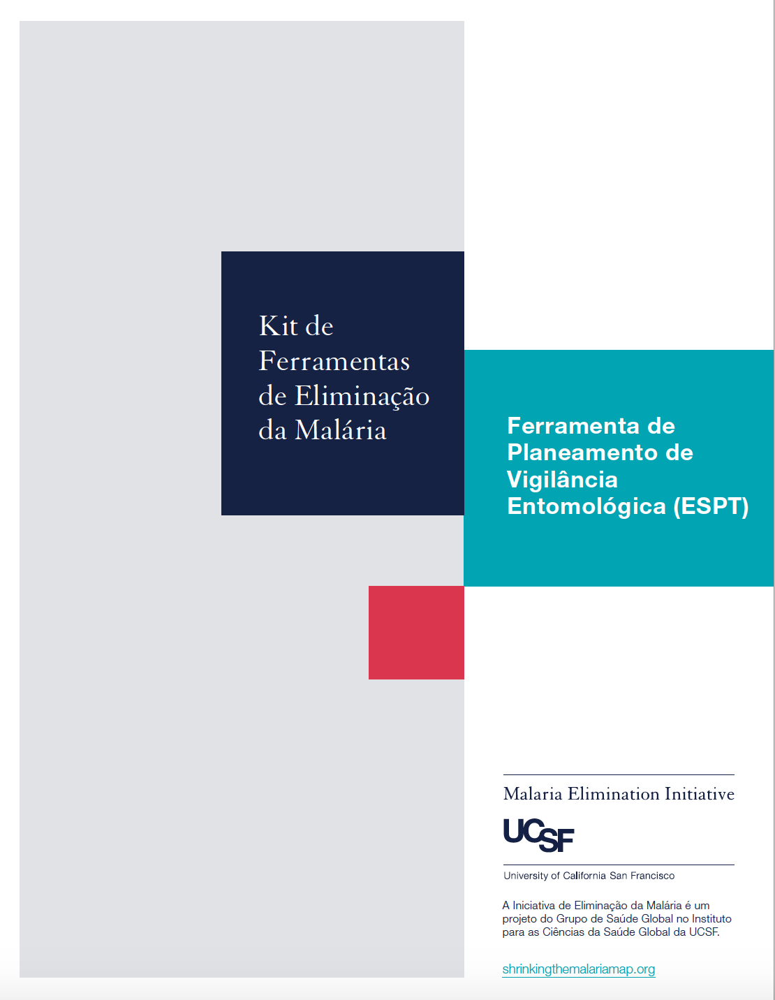 Kit de
Ferramentas
de Eliminação
da Malária
Ferramenta de
Planeamento de
Vigilância
Entomológica (ESPT)
Malaria Elimination Initiative
UCSF
University of California San Francisco
A Iniciativa de Eliminação da Malária é um
projeto do Grupo de Saúde Global no Instituto
para as Ciências da Saúde Global da UCSF.
shrinkingthemalariamap.org